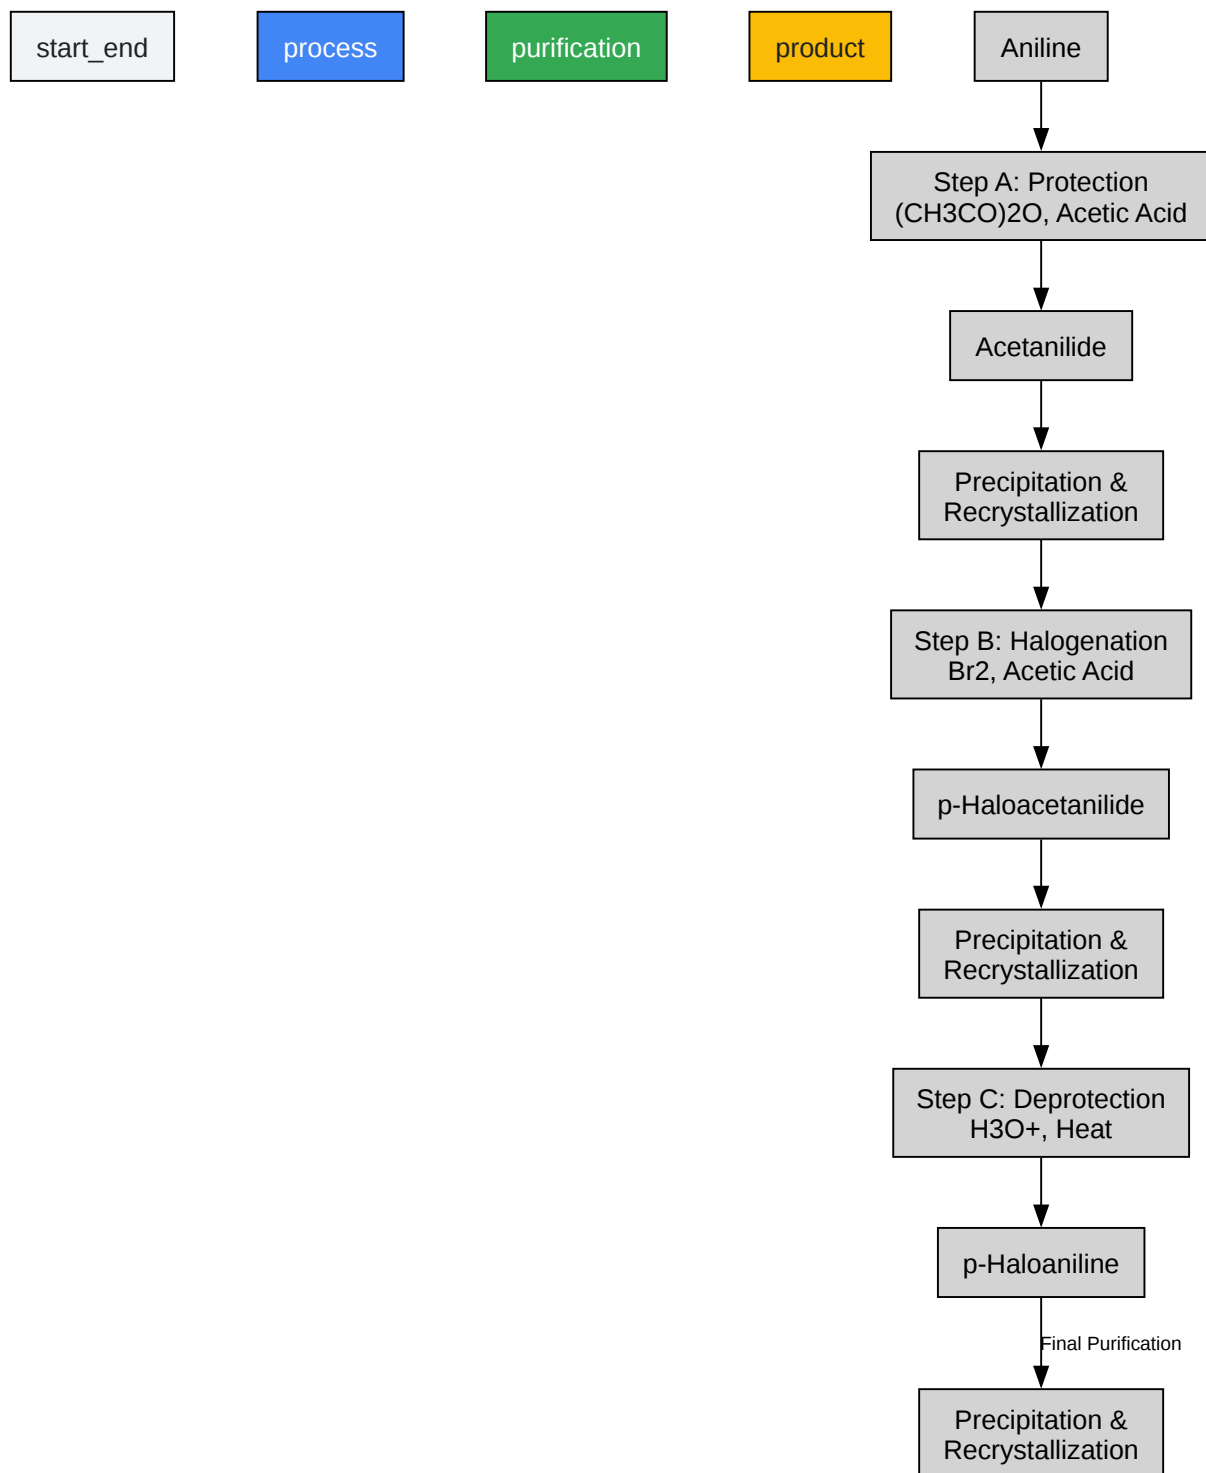 start_end
process
purification
product
Aniline
Step A: Protection
(CH3CO)2O, Acetic Acid
Acetanilide
Precipitation &
Recrystallization
Step B: Halogenation
Br2, Acetic Acid
p-Haloacetanilide
Precipitation &
Recrystallization
Step C: Deprotection
H3O+, Heat
p-Haloaniline
Final Purification
Precipitation &
Recrystallization